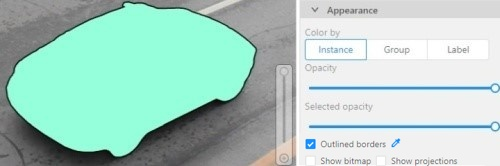 Appearance
Color by
Instance Group Label
Opacity
Selected opacity
Outlined borders
Show bitmap Show projections